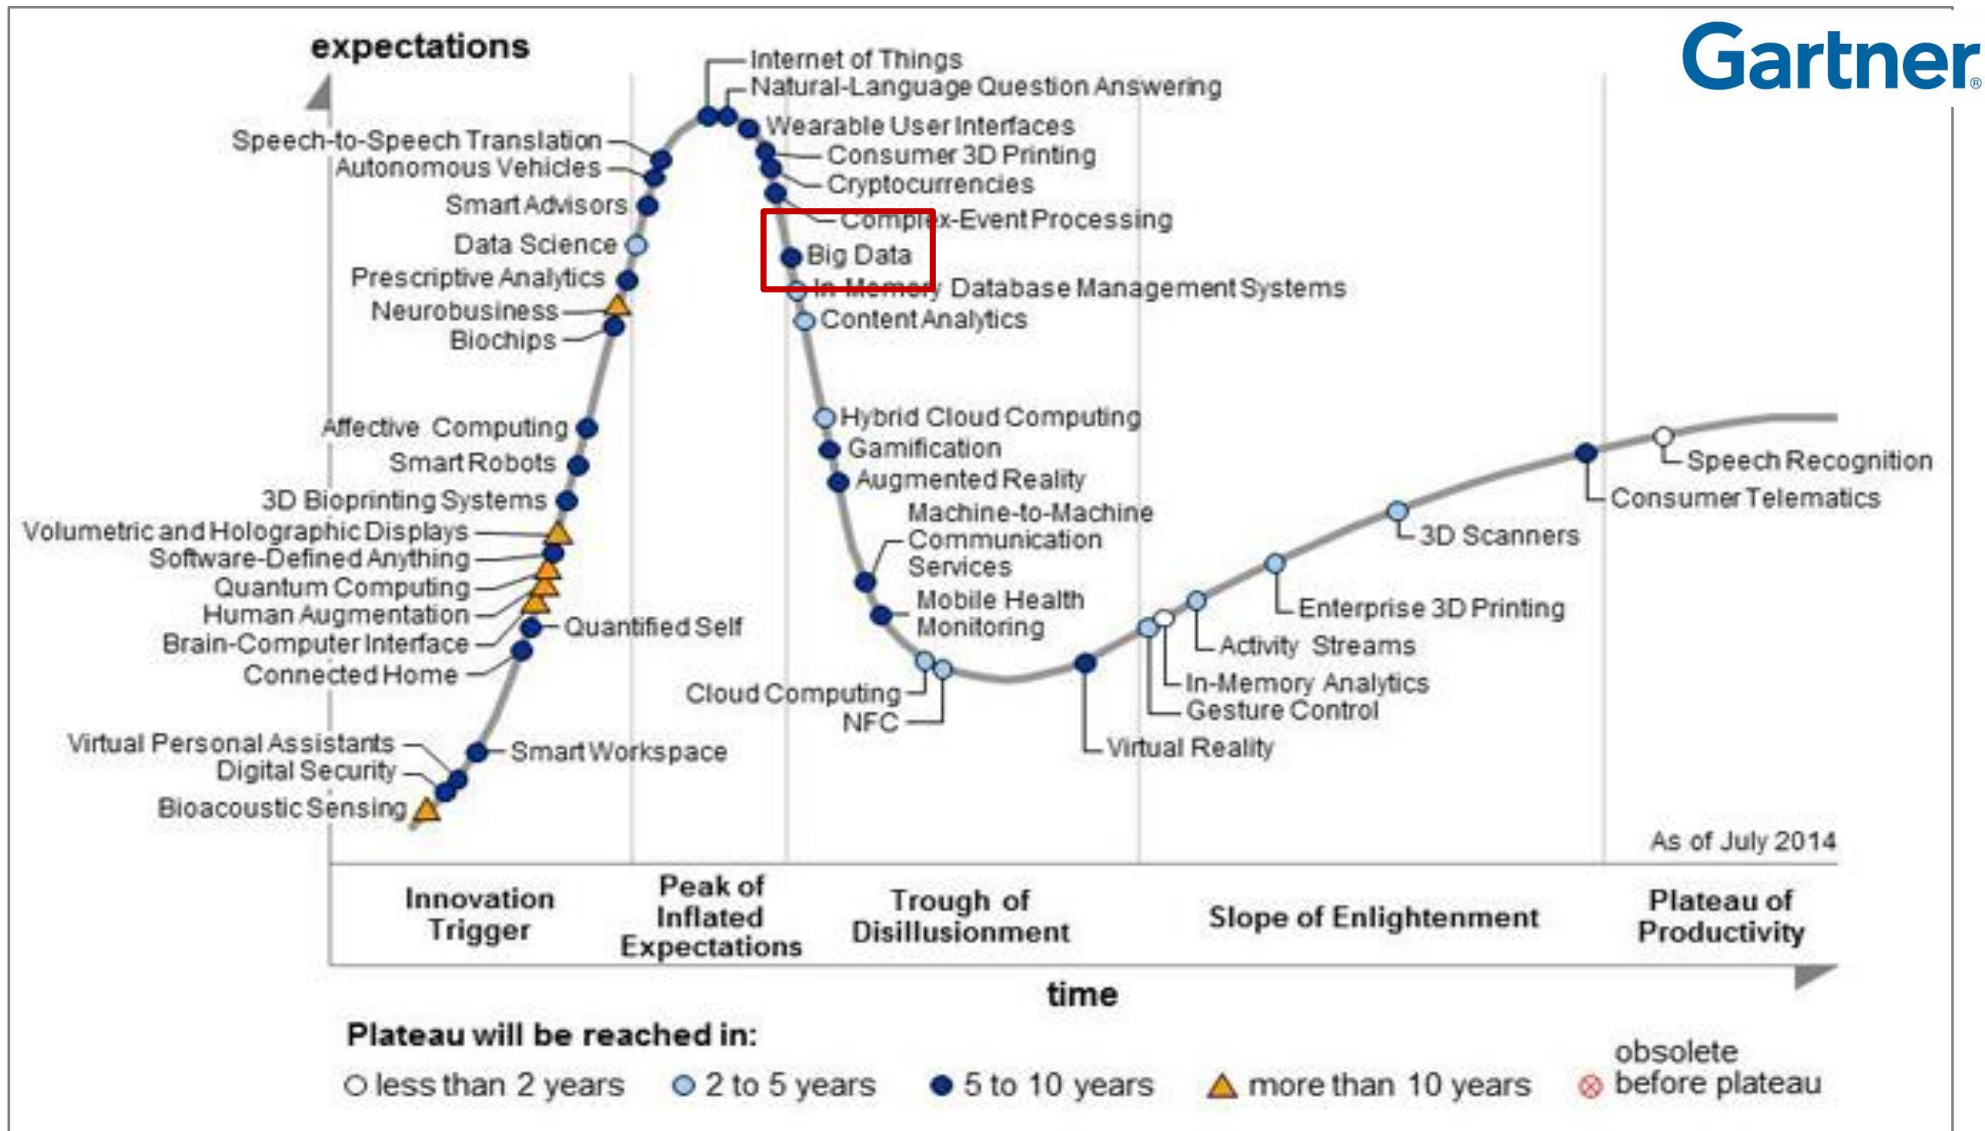 expectations
Gartner®
Internet of Things
Natural-Language Question Answering
Wearable User Interfaces
Consumer 3D Printing
Cryptocurrencies
Complex-Event Processing
Big Data
In-Memory Database Management Systems
Content Analytics
Speech-to-Speech Translation
Autonomous Vehicles
Smart Advisors
Data Science
Prescriptive Analytics
Neurobusiness
Biochips
Affective Computing
Smart Robots
3D Bioprinting Systems
Volumetric and Holographic Displays
Software-Defined Anything
Quantum Computing
Human Augmentation
Brain-Computer Interface
Quantified Self
Connected Home
Virtual Personal Assistants
Smart Workspace
Digital Security
Bioacoustic Sensing
Hybrid Cloud Computing
Gamification
Augmented Reality
Machine-to-Machine
Communication
Services
Mobile Health
Monitoring
Cloud Computing
NFC
Speech Recognition
Consumer Telematics
3D Scanners
Enterprise 3D Printing
Activity Streams
In-Memory Analytics
Gesture Control
Virtual Reality
As of July 2014
Innovation
Trigger
Peak of
Inflated
Expectations
Trough of
Disillusionment
Slope of Enlightenment
Plateau of
Productivity
time
Plateau will be reached in:
less than 2 years
2 to 5 years
5 to 10 years
more than 10 years
obsolete
before plateau